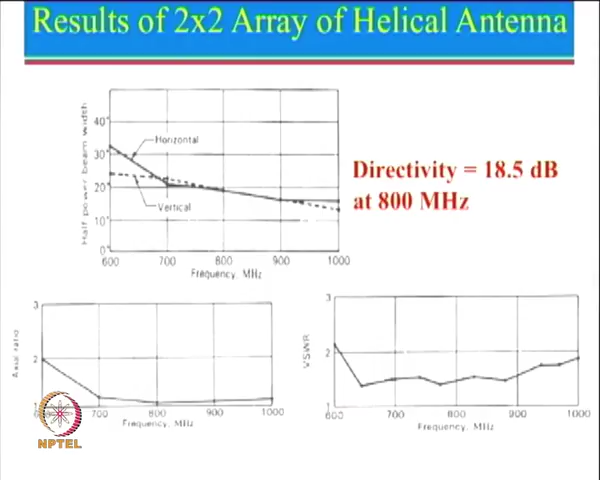 Results of 2x2 Array of Helical Antenna
Half power beam width
40°
30°
20°
10°
0°
Horizontal
Vertical
600 700 800 900 1000
Frequency, MHz
Directivity = 18.5 dB
at 800 MHz
Axial ratio
3
2
1
700 800 900 1000
Frequency, MHz
VSWR
3
2
1
600 700 800 900 1000
Frequency, MHz
NPTEL